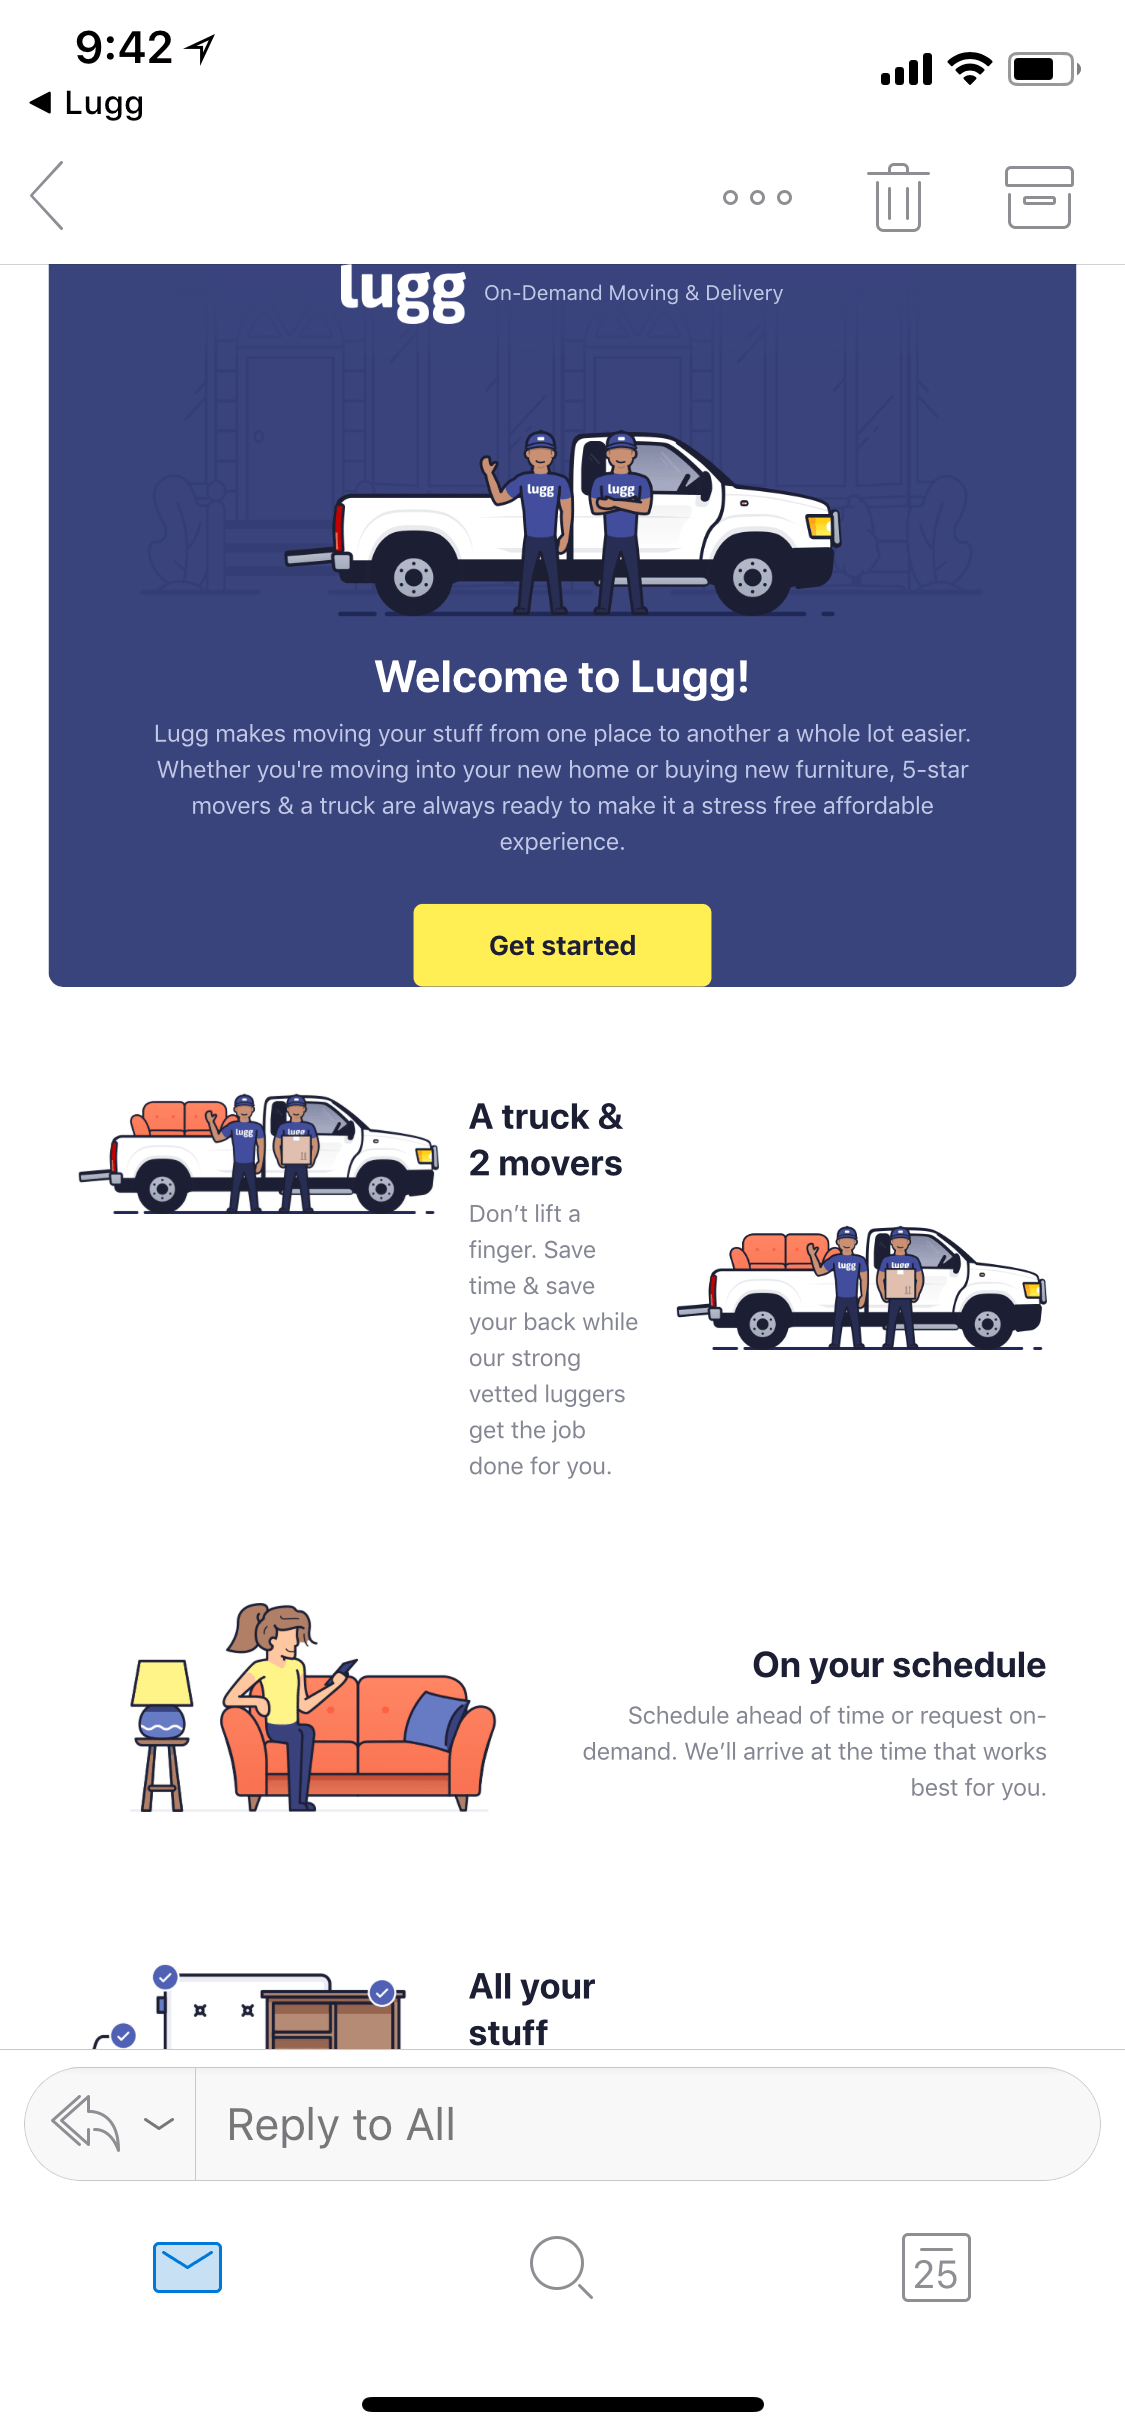 9:42
Lugg
lugg On-Demand Moving & Delivery
lugg lugg
Welcome to Lugg!
Lugg makes moving your stuff from one place to another a whole lot easier.
Whether you're moving into your new home or buying new furniture, 5-star
movers & a truck are always ready to make it a stress free affordable
experience.
Get started
lugg lugg
A truck &
2 movers
Don’t lift a
finger. Save
time & save
your back while
our strong
vetted luggers
get the job
done for you.
lugg lugg
On your schedule
Schedule ahead of time or request on-
demand. We’ll arrive at the time that works
best for you.
All your
stuff
Reply to All
25